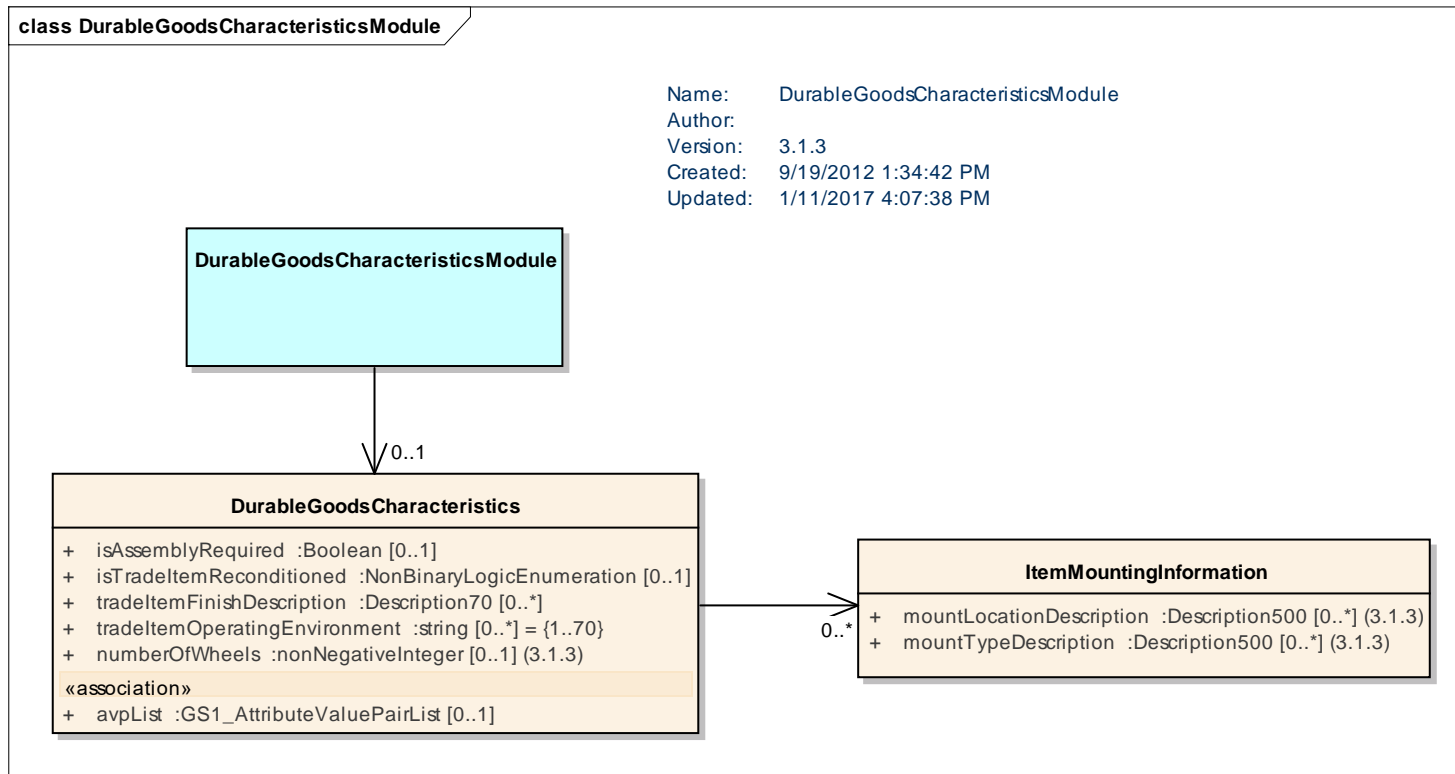 class DurableGoodsCharacteristicsModule
Name: DurableGoodsCharacteristicsModule
Author:
Version: 3.1.3
Created: 9/19/2012 1:34:42 PM
Updated: 1/11/2017 4:07:38 PM
DurableGoodsCharacteristicsModule
0..1
DurableGoodsCharacteristics
+ isAssemblyRequired :Boolean [0..1]
+ isTradeItemReconditioned :NonBinaryLogicEnumeration [0..1]
+ tradeItemFinishDescription :Description70 [0..*]
+ tradeItemOperatingEnvironment :string [0..*] = {1..70}
+ numberOfWheels :nonNegativeInteger [0..1] (3.1.3)
«association»
+ avpList :GS1_AttributeValuePairList [0..1]
0..*
ItemMountingInformation
+ mountLocationDescription :Description500 [0..*] (3.1.3)
+ mountTypeDescription :Description500 [0..*] (3.1.3)